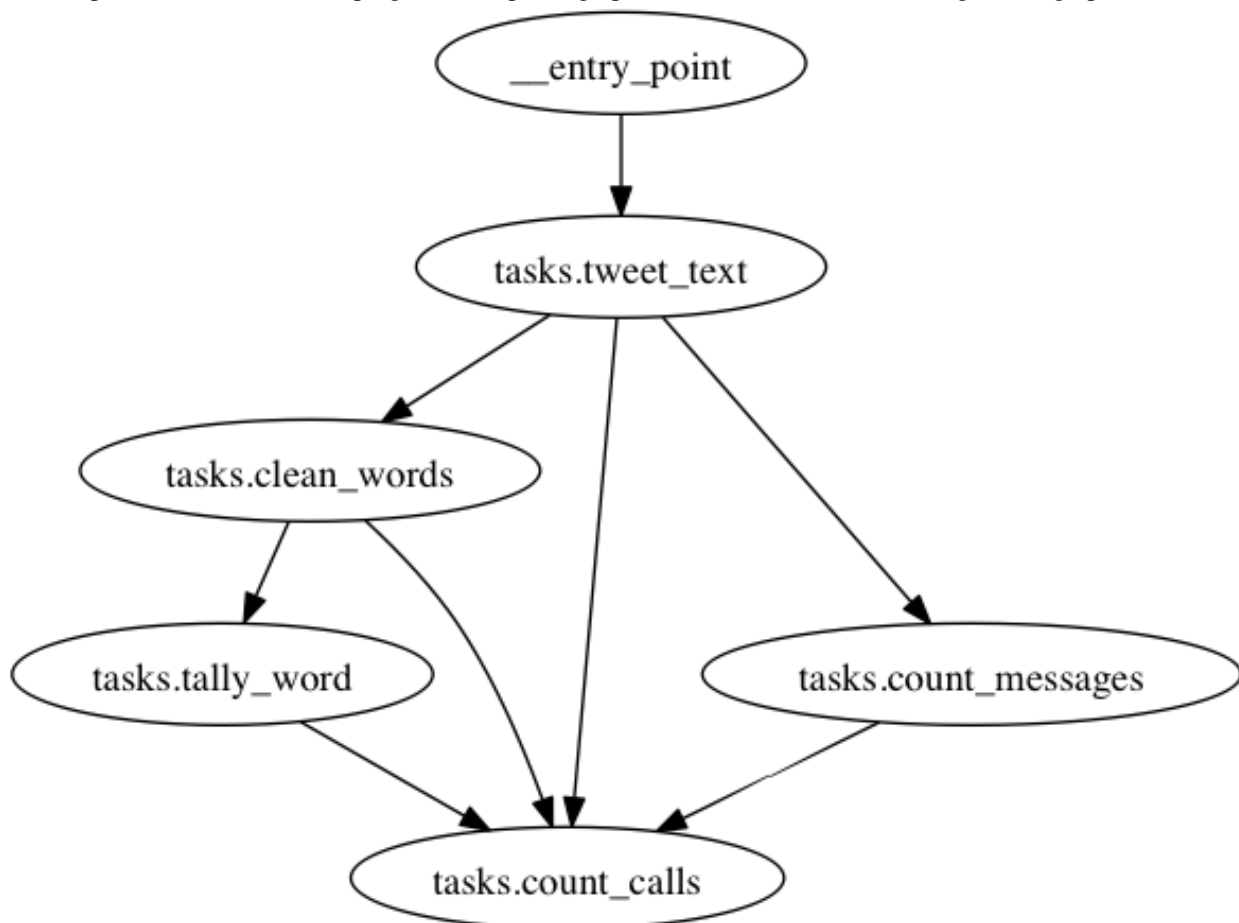 __entry_point
tasks.tweet_text
tasks.clean_words
tasks.tally_word
tasks.count_messages
tasks.count_calls